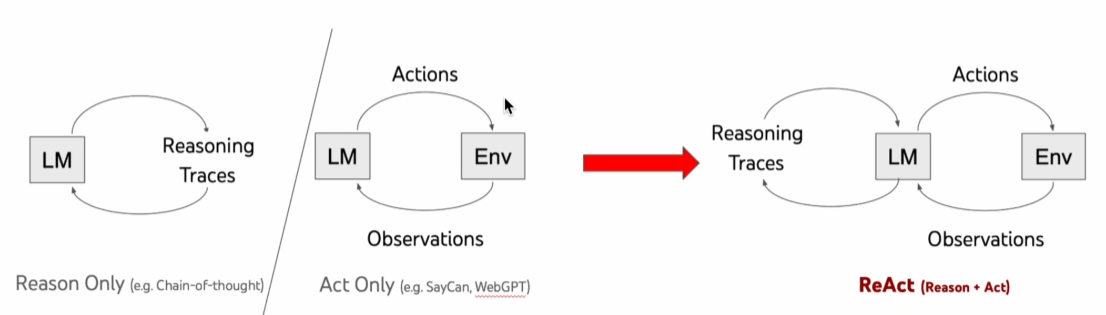 LM
Reasoning
Traces
Reason Only (e.g. Chain-of-thought)
Actions
LM
Env
Observations
Act Only (e.g. SayCan, WebGPT)
Actions
Reasoning
Traces
LM
Env
Observations
ReAct (Reason + Act)